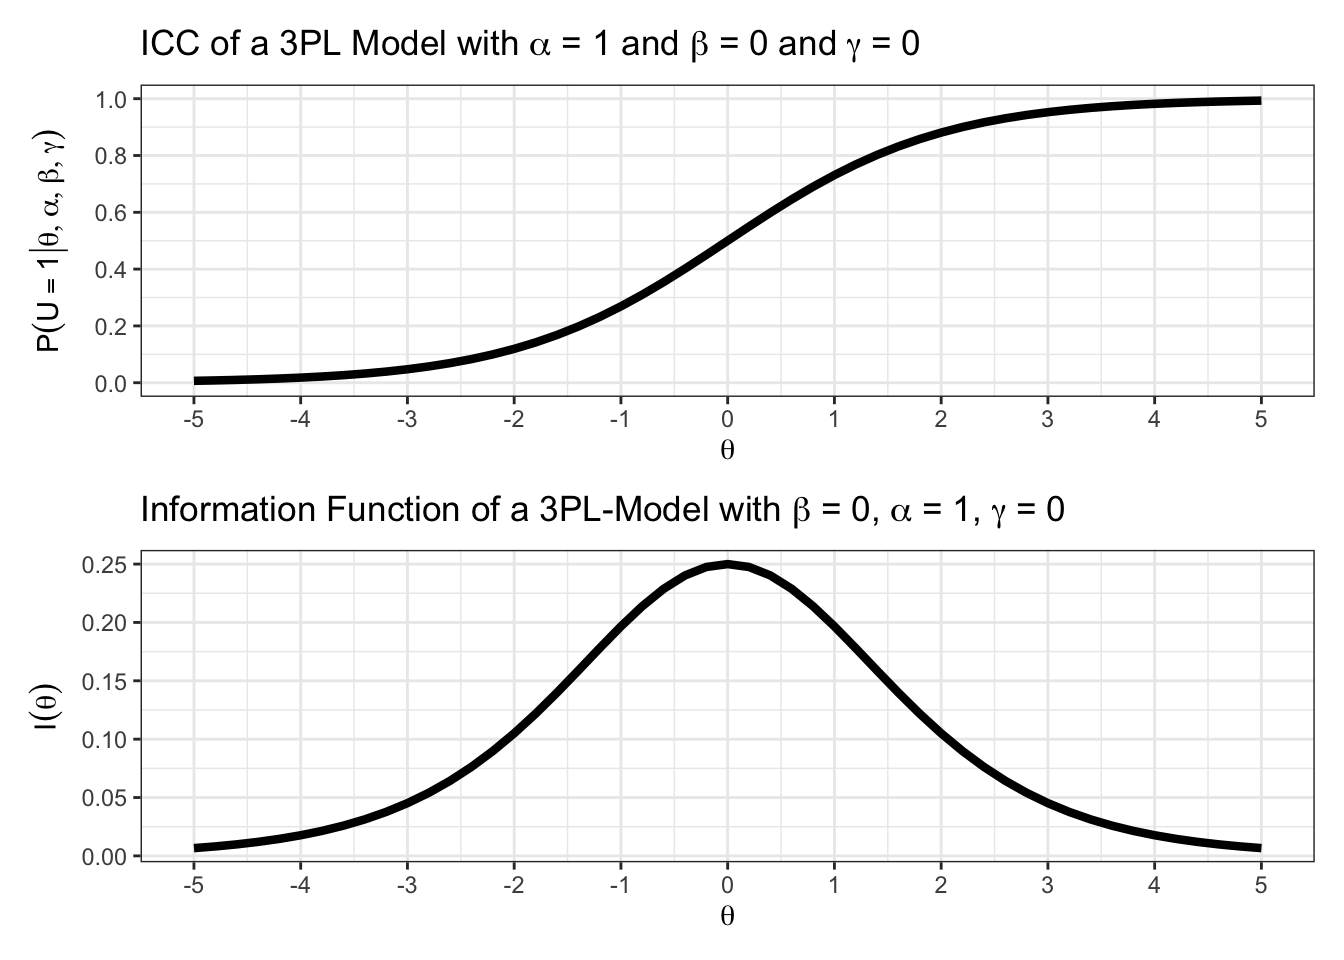 ICC of a 3PL Model with α = 1 and β = 0 and γ = 0
P(U = 1|θ, α, β, γ)
1.0
0.8
0.6
0.4
0.2
0.0
-5 -4 -3 -2 -1 0 1 2 3 4 5
θ
Information Function of a 3PL-Model with β = 0, α = 1, γ = 0
I(θ)
0.25
0.20
0.15
0.10
0.05
0.00
-5 -4 -3 -2 -1 0 1 2 3 4 5
θ